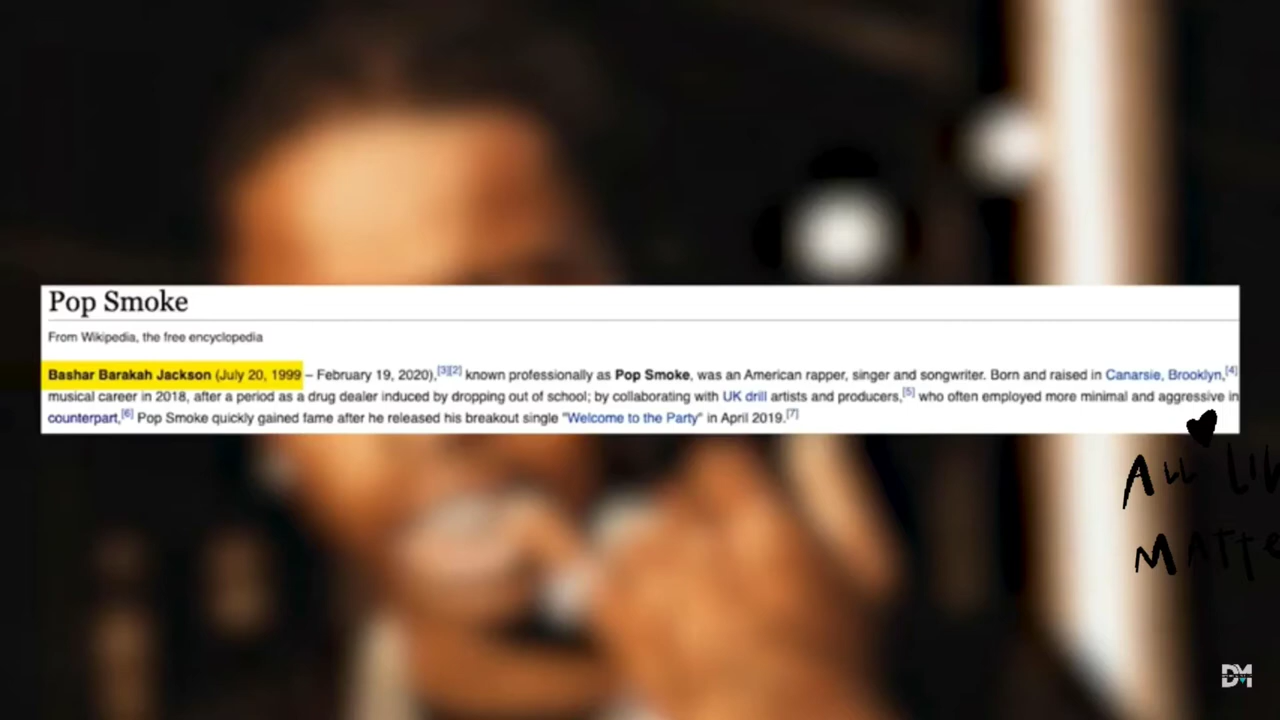 Pop Smoke
From Wikipedia, the free encyclopedia
Bashar Barakah Jackson (July 20, 1999 – February 19, 2020),[3][2] known professionally as Pop Smoke, was an American rapper, singer and songwriter. Born and raised in Canarsie, Brooklyn,[4]
musical career in 2018, after a period as a drug dealer induced by dropping out of school; by collaborating with UK drill artists and producers,[5] who often employed more minimal and aggressive in
counterpart,[6] Pop Smoke quickly gained fame after he released his breakout single "Welcome to the Party" in April 2019.[7]
ALL
DM